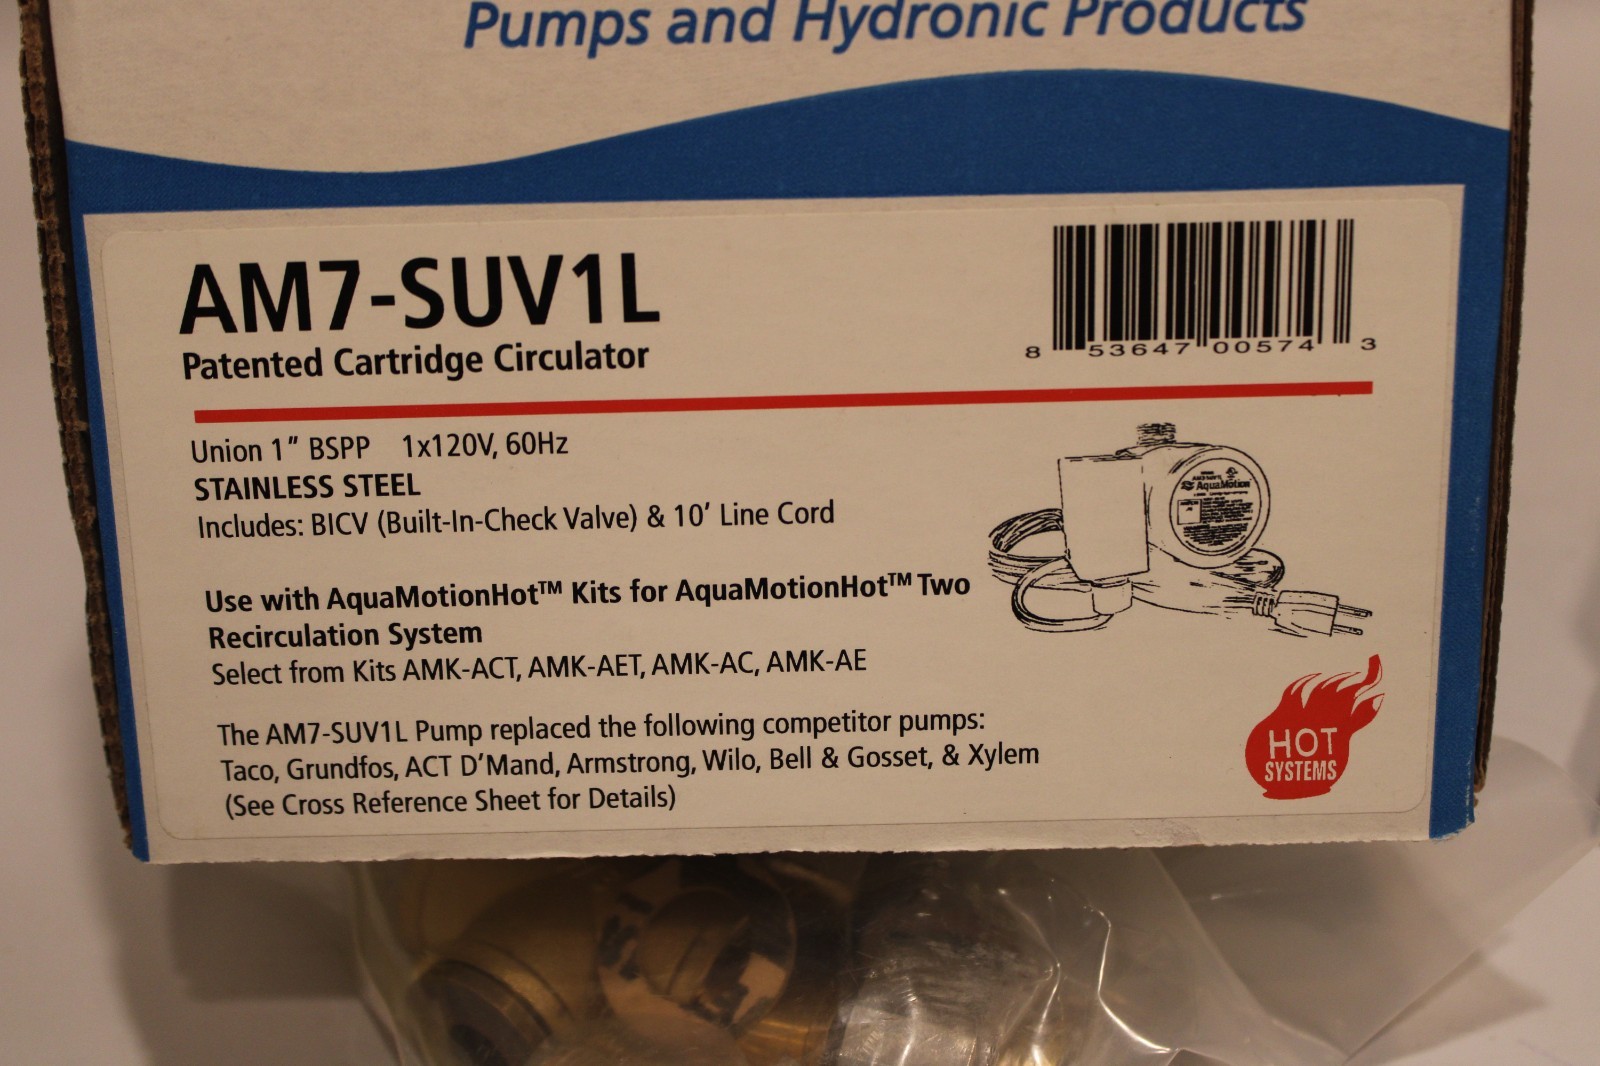 Pumps and Hydronic Products
AM7-SUV1L
Patented Cartridge Circulator
8 53647 00574 3
Union 1" BSPP 1x120V, 60Hz
STAINLESS STEEL
Includes: BICV (Built-In-Check Valve) & 10' Line Cord
AquaMotion
Use with AquaMotionHot™ Kits for AquaMotionHot™ Two
Recirculation System
Select from Kits AMK-ACT, AMK-AET, AMK-AC, AMK-AE
The AM7-SUV1L Pump replaced the following competitor pumps:
Taco, Grundfos, ACT D'Mand, Armstrong, Wilo, Bell & Gosset, & Xylem
(See Cross Reference Sheet for Details)
HOT
SYSTEMS